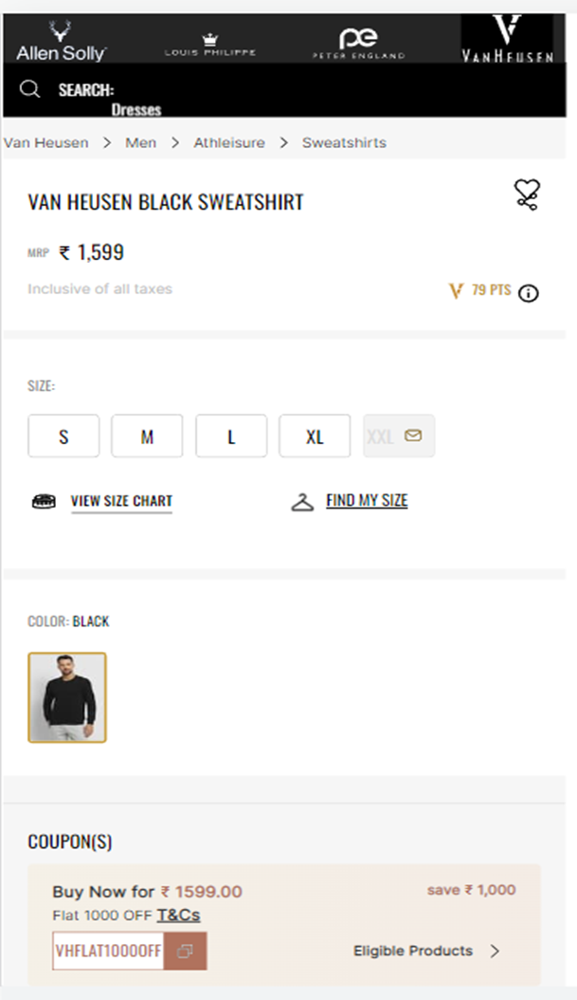 Allen Solly
LOUIS PHILIPPE
PETER ENGLAND
VAN HEUSEN
SEARCH:
Dresses
Van Heusen > Men > Athleisure > Sweatshirts
VAN HEUSEN BLACK SWEATSHIRT
MRP ₹ 1,599
Inclusive of all taxes
V 79 PTS
SIZE:
S M L XL XXL
VIEW SIZE CHART FIND MY SIZE
COLOR: BLACK
COUPON(S)
Buy Now for ₹ 1599.00 save ₹ 1,000
Flat 1000 OFF T&Cs
VHFLAT1000OFF Eligible Products >